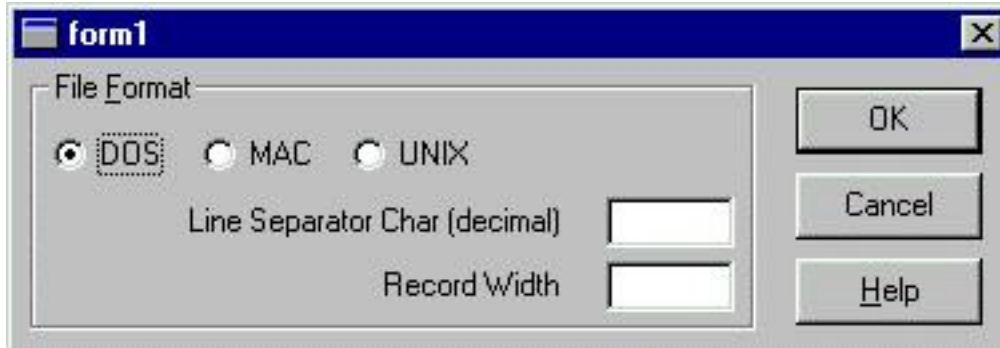 form1
File Format
DOS MAC UNIX
Line Separator Char (decimal)
Record Width
OK
Cancel
Help